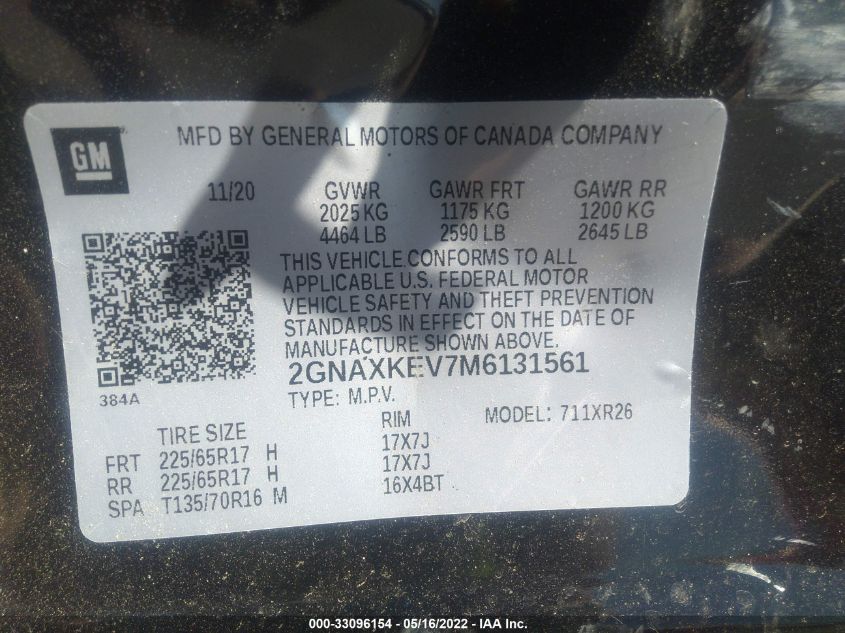 GM
MFD BY GENERAL MOTORS OF CANADA COMPANY
11/20 GVWR GAWR FRT GAWR RR
2025 KG 1175 KG 1200 KG
4464 LB 2590 LB 2645 LB
THIS VEHICLE CONFORMS TO ALL
APPLICABLE U.S. FEDERAL MOTOR
VEHICLE SAFETY AND THEFT PREVENTION
STANDARDS IN EFFECT ON THE DATE OF
MANUFACTURE SHOWN ABOVE.
2GNAXKEV7M6131561
384A
TYPE: M.P.V.
MODEL: 711XR26
TIRE SIZE RIM
FRT 225/65R17 H 17X7J
RR 225/65R17 H 17X7J
SPA T135/70R16 M 16X4BT
000-33096154 - 05/16/2022 - IAA Inc.